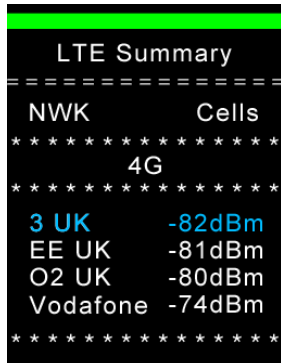 LTE Summary
= = = = = = = = = = = = = = = =
NWK Cells
* * * * * * * * * * * * * * *
4G
* * * * * * * * * * * * * * *
3 UK -82dBm
EE UK -81dBm
O2 UK -80dBm
Vodafone -74dBm
* * * * * * * * * * * * * * *